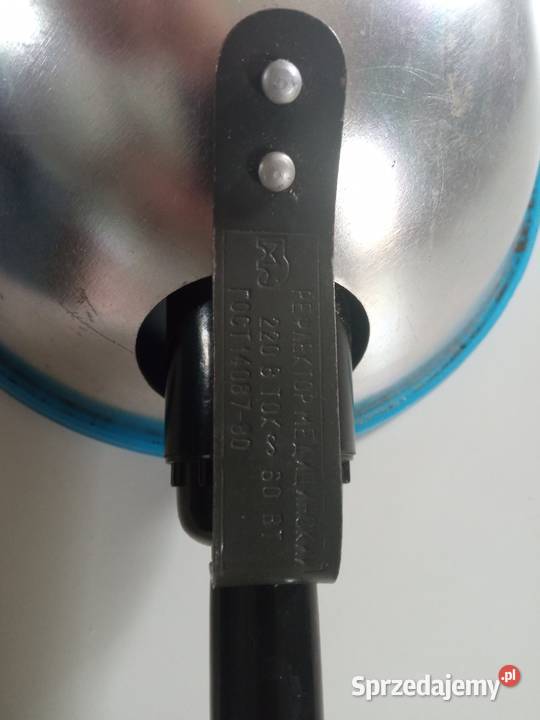 РЕФЛЕКТОР МЕДИЦИНСКИЙ
220 В ТОК ~ 60 ВТ
ГОСТ 14087-80
Sprzedajemy.pl